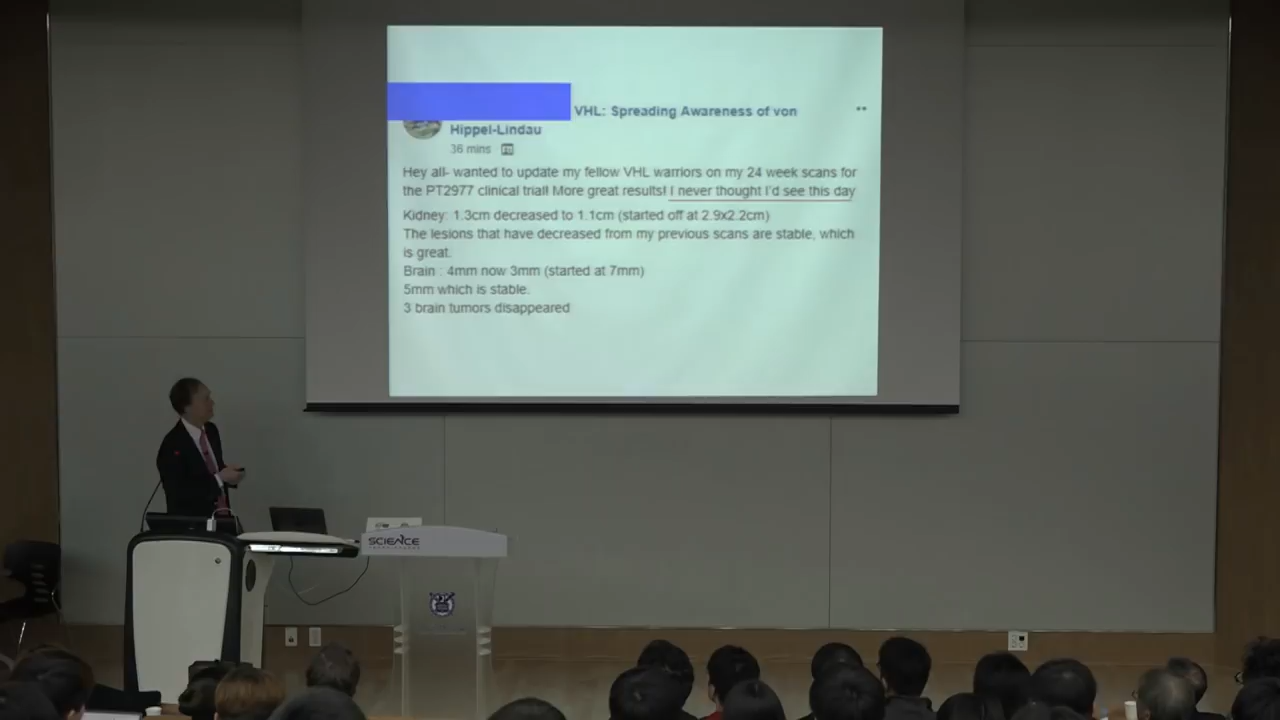 VHL: Spreading Awareness of von
Hippel-Lindau
36 mins
Hey all- wanted to update my fellow VHL warriors on my 24 week scans for
the PT2977 clinical trial! More great results! I never thought I'd see this day
Kidney: 1.3cm decreased to 1.1cm (started off at 2.9x2.2cm)
The lesions that have decreased from my previous scans are stable, which
is great.
Brain : 4mm now 3mm (started at 7mm)
5mm which is stable.
3 brain tumors disappeared
SCIENCE